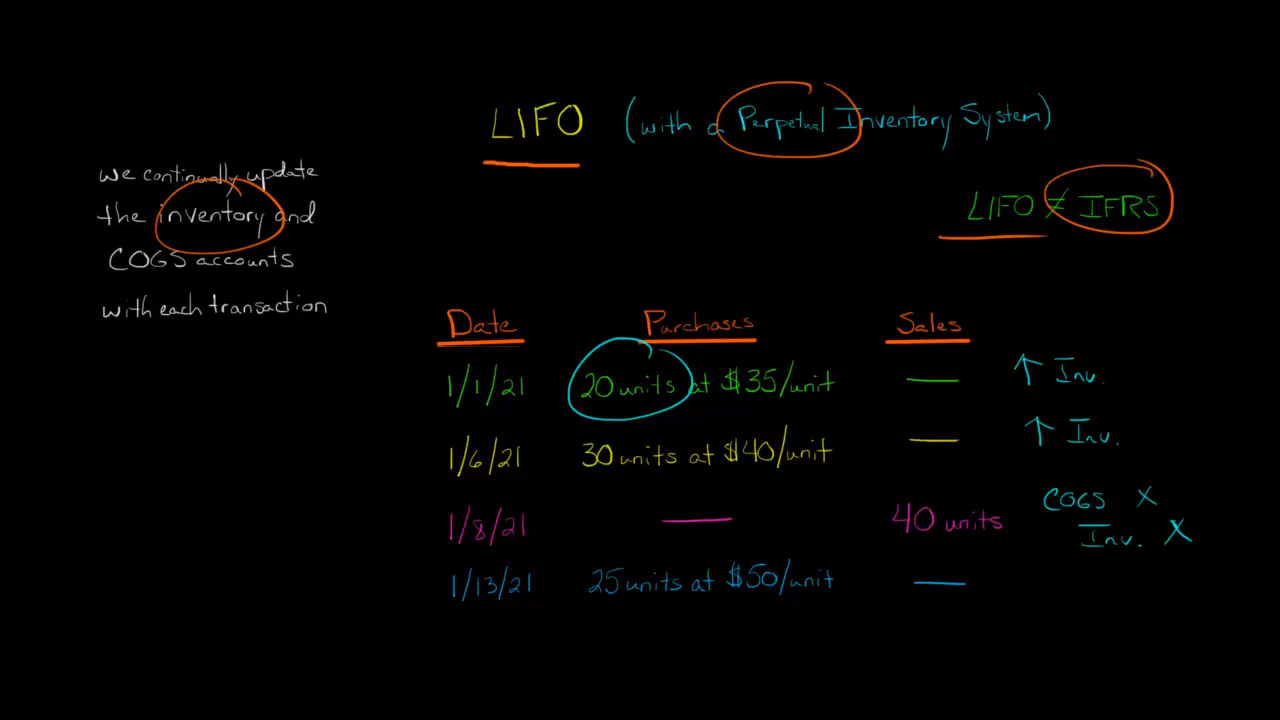 LIFO (with a Perpetual Inventory System)
we continually update
the inventory and
COGS accounts
with each transaction
LIFO ≠ IFRS
Date Purchases Sales
1/1/21 20 units at $35/unit — ↑ Inv.
1/6/21 30 units at $40/unit — ↑ Inv.
1/8/21 — 40 units COGS X
Inv. X
1/13/21 25 units at $50/unit —